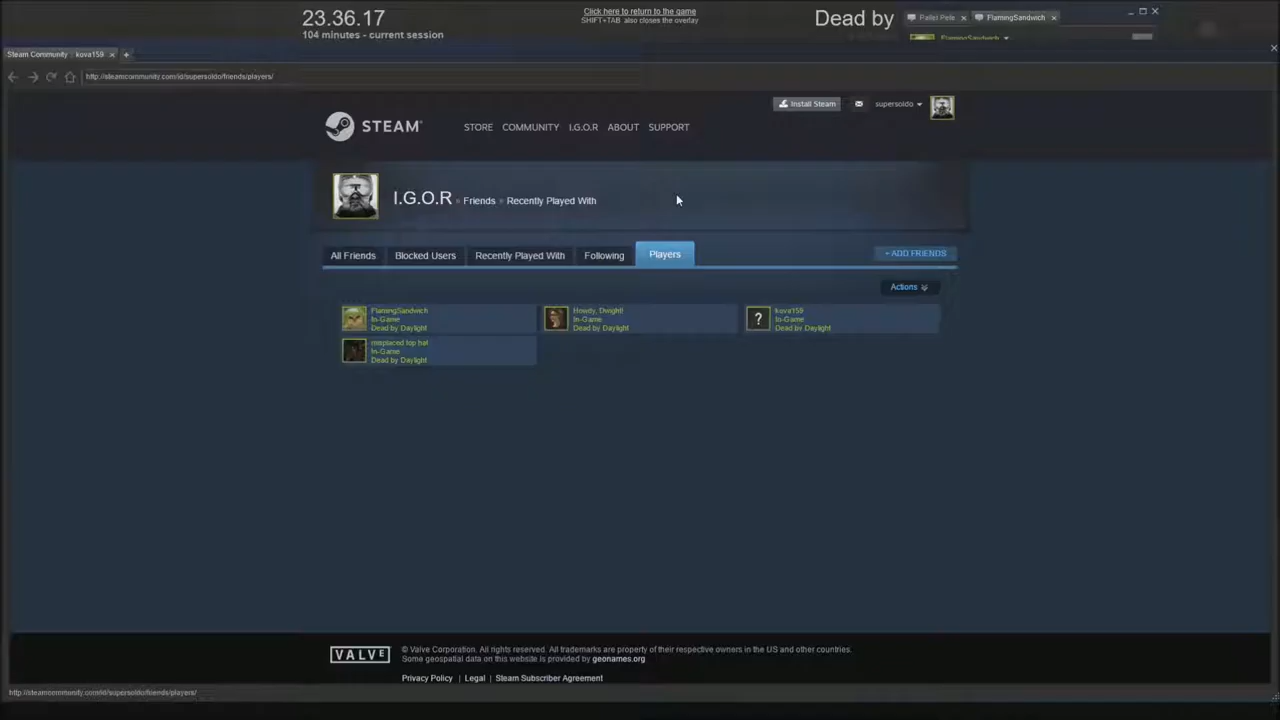 23.36.17
104 minutes - current session
Click here to return to the game
SHIFT+TAB also closes the overlay
Dead by
FlamingSandwich
FlamingSandwich
Steam Community :: kova159
http://steamcommunity.com/id/supersoldo/friends/players/
Install Steam
supersoldo
STEAM
STORE COMMUNITY I.G.O.R ABOUT SUPPORT
I.G.O.R » Friends » Recently Played With
All Friends Blocked Users Recently Played With Following Players
+ ADD FRIENDS
Actions
FlamingSandwich
In-Game
Dead by Daylight
Howdy, Dwight!
In-Game
Dead by Daylight
?
kova159
In-Game
Dead by Daylight
misplaced top hat
In-Game
Dead by Daylight
VALVE
© Valve Corporation. All rights reserved. All trademarks are property of their respective owners in the US and other countries.
Some geospatial data on this website is provided by geonames.org
Privacy Policy | Legal | Steam Subscriber Agreement
http://steamcommunity.com/id/supersoldo/friends/players/